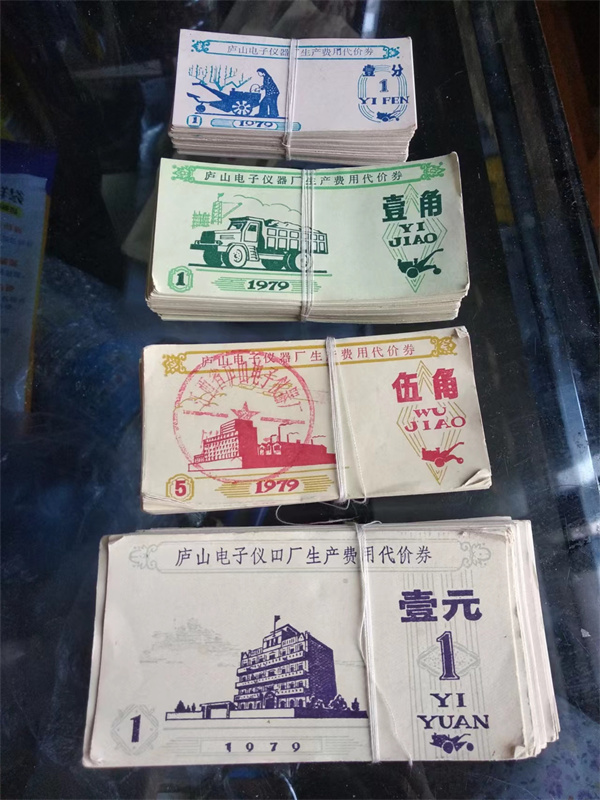 庐山电子仪器厂生产费用代价券
壹分
1
YI FEN
1
1979
庐山电子仪器厂生产费用代价券
壹角
YI
JIAO
1
1979
庐山电子仪器厂生产费用代价券
伍角
WU
JIAO
5
1979
庐山电子仪口厂生产费用代价券
壹元
1
YI
YUAN
1
1979